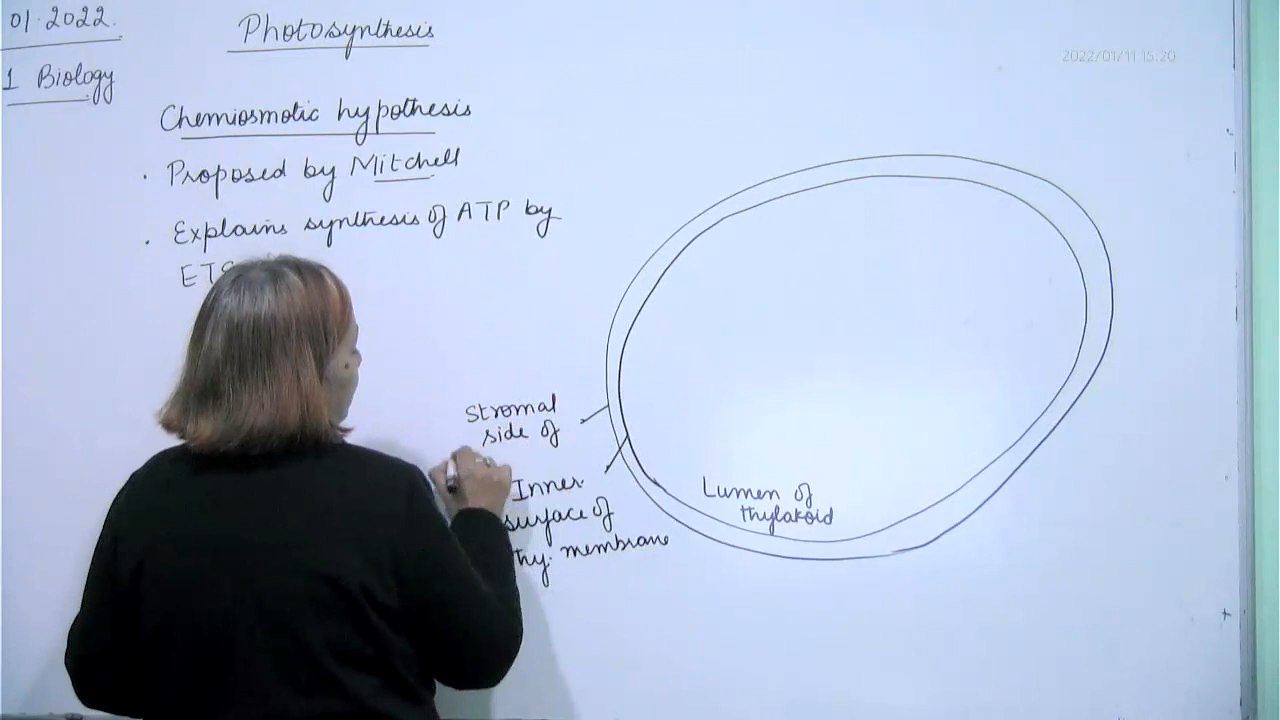 01.2022.
Photosynthesis
2022/01/11 15:20
1 Biology
Chemiosmotic hypothesis
. Proposed by Mitchell
. Explains synthesis of ATP by
ETS
Stromal
side of
Inner
surface of
thy. membrane
Lumen of
thylakoid